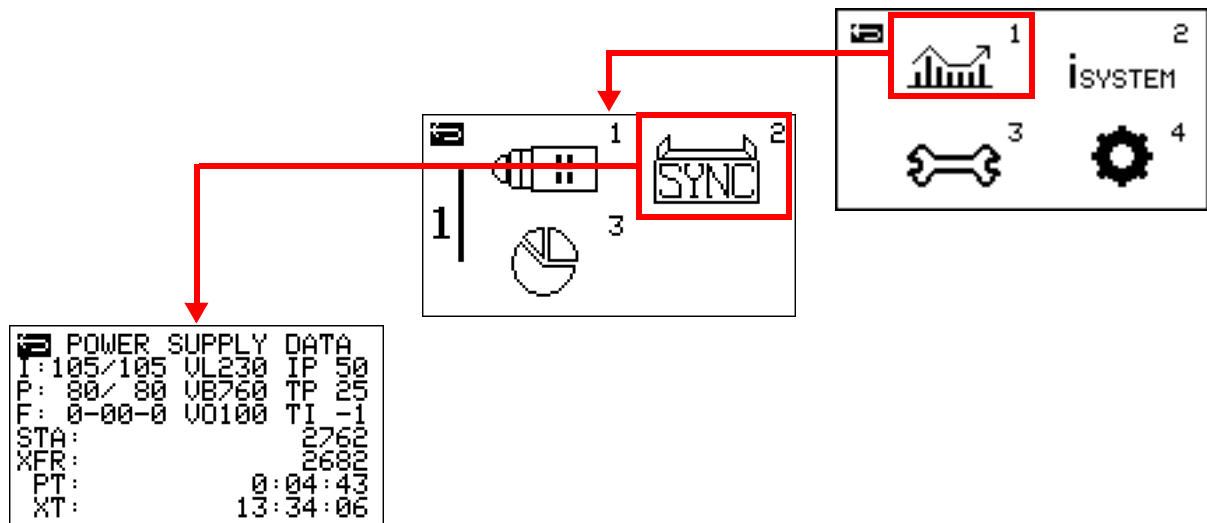 1 2
iSYSTEM
3 4
1 2
SYNC
1
3
POWER SUPPLY DATA
I:105/105 VL230 IP 50
P: 80/ 80 VB760 TP 25
F: 0-00-0 VO100 TI -1
STA: 2762
XFR: 2682
PT: 0:04:43
XT: 13:34:06